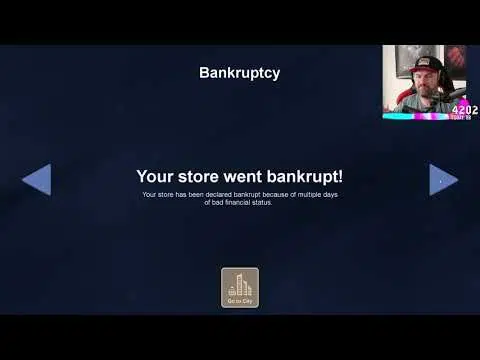 Bankruptcy
4202
Your store went bankrupt!
Your store has been declared bankrupt because of multiple days
of bad financial status.
Go to City